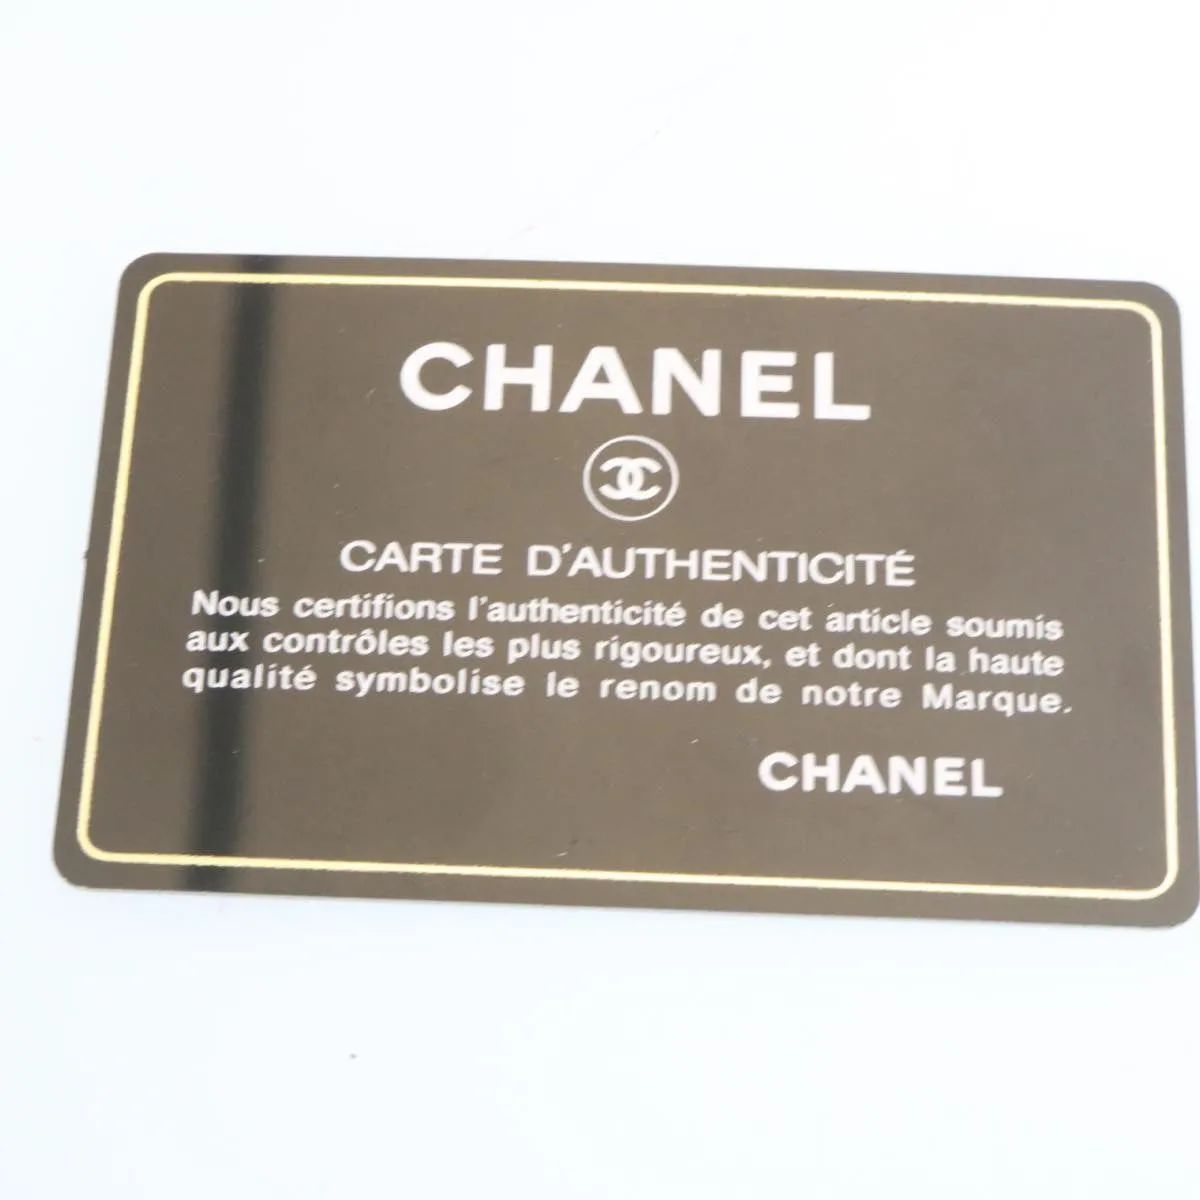 CHANEL
CARTE D'AUTHENTICITÉ
Nous certifions l'authenticité de cet article soumis
aux contrôles les plus rigoureux, et dont la haute
qualité symbolise le renom de notre Marque.
CHANEL